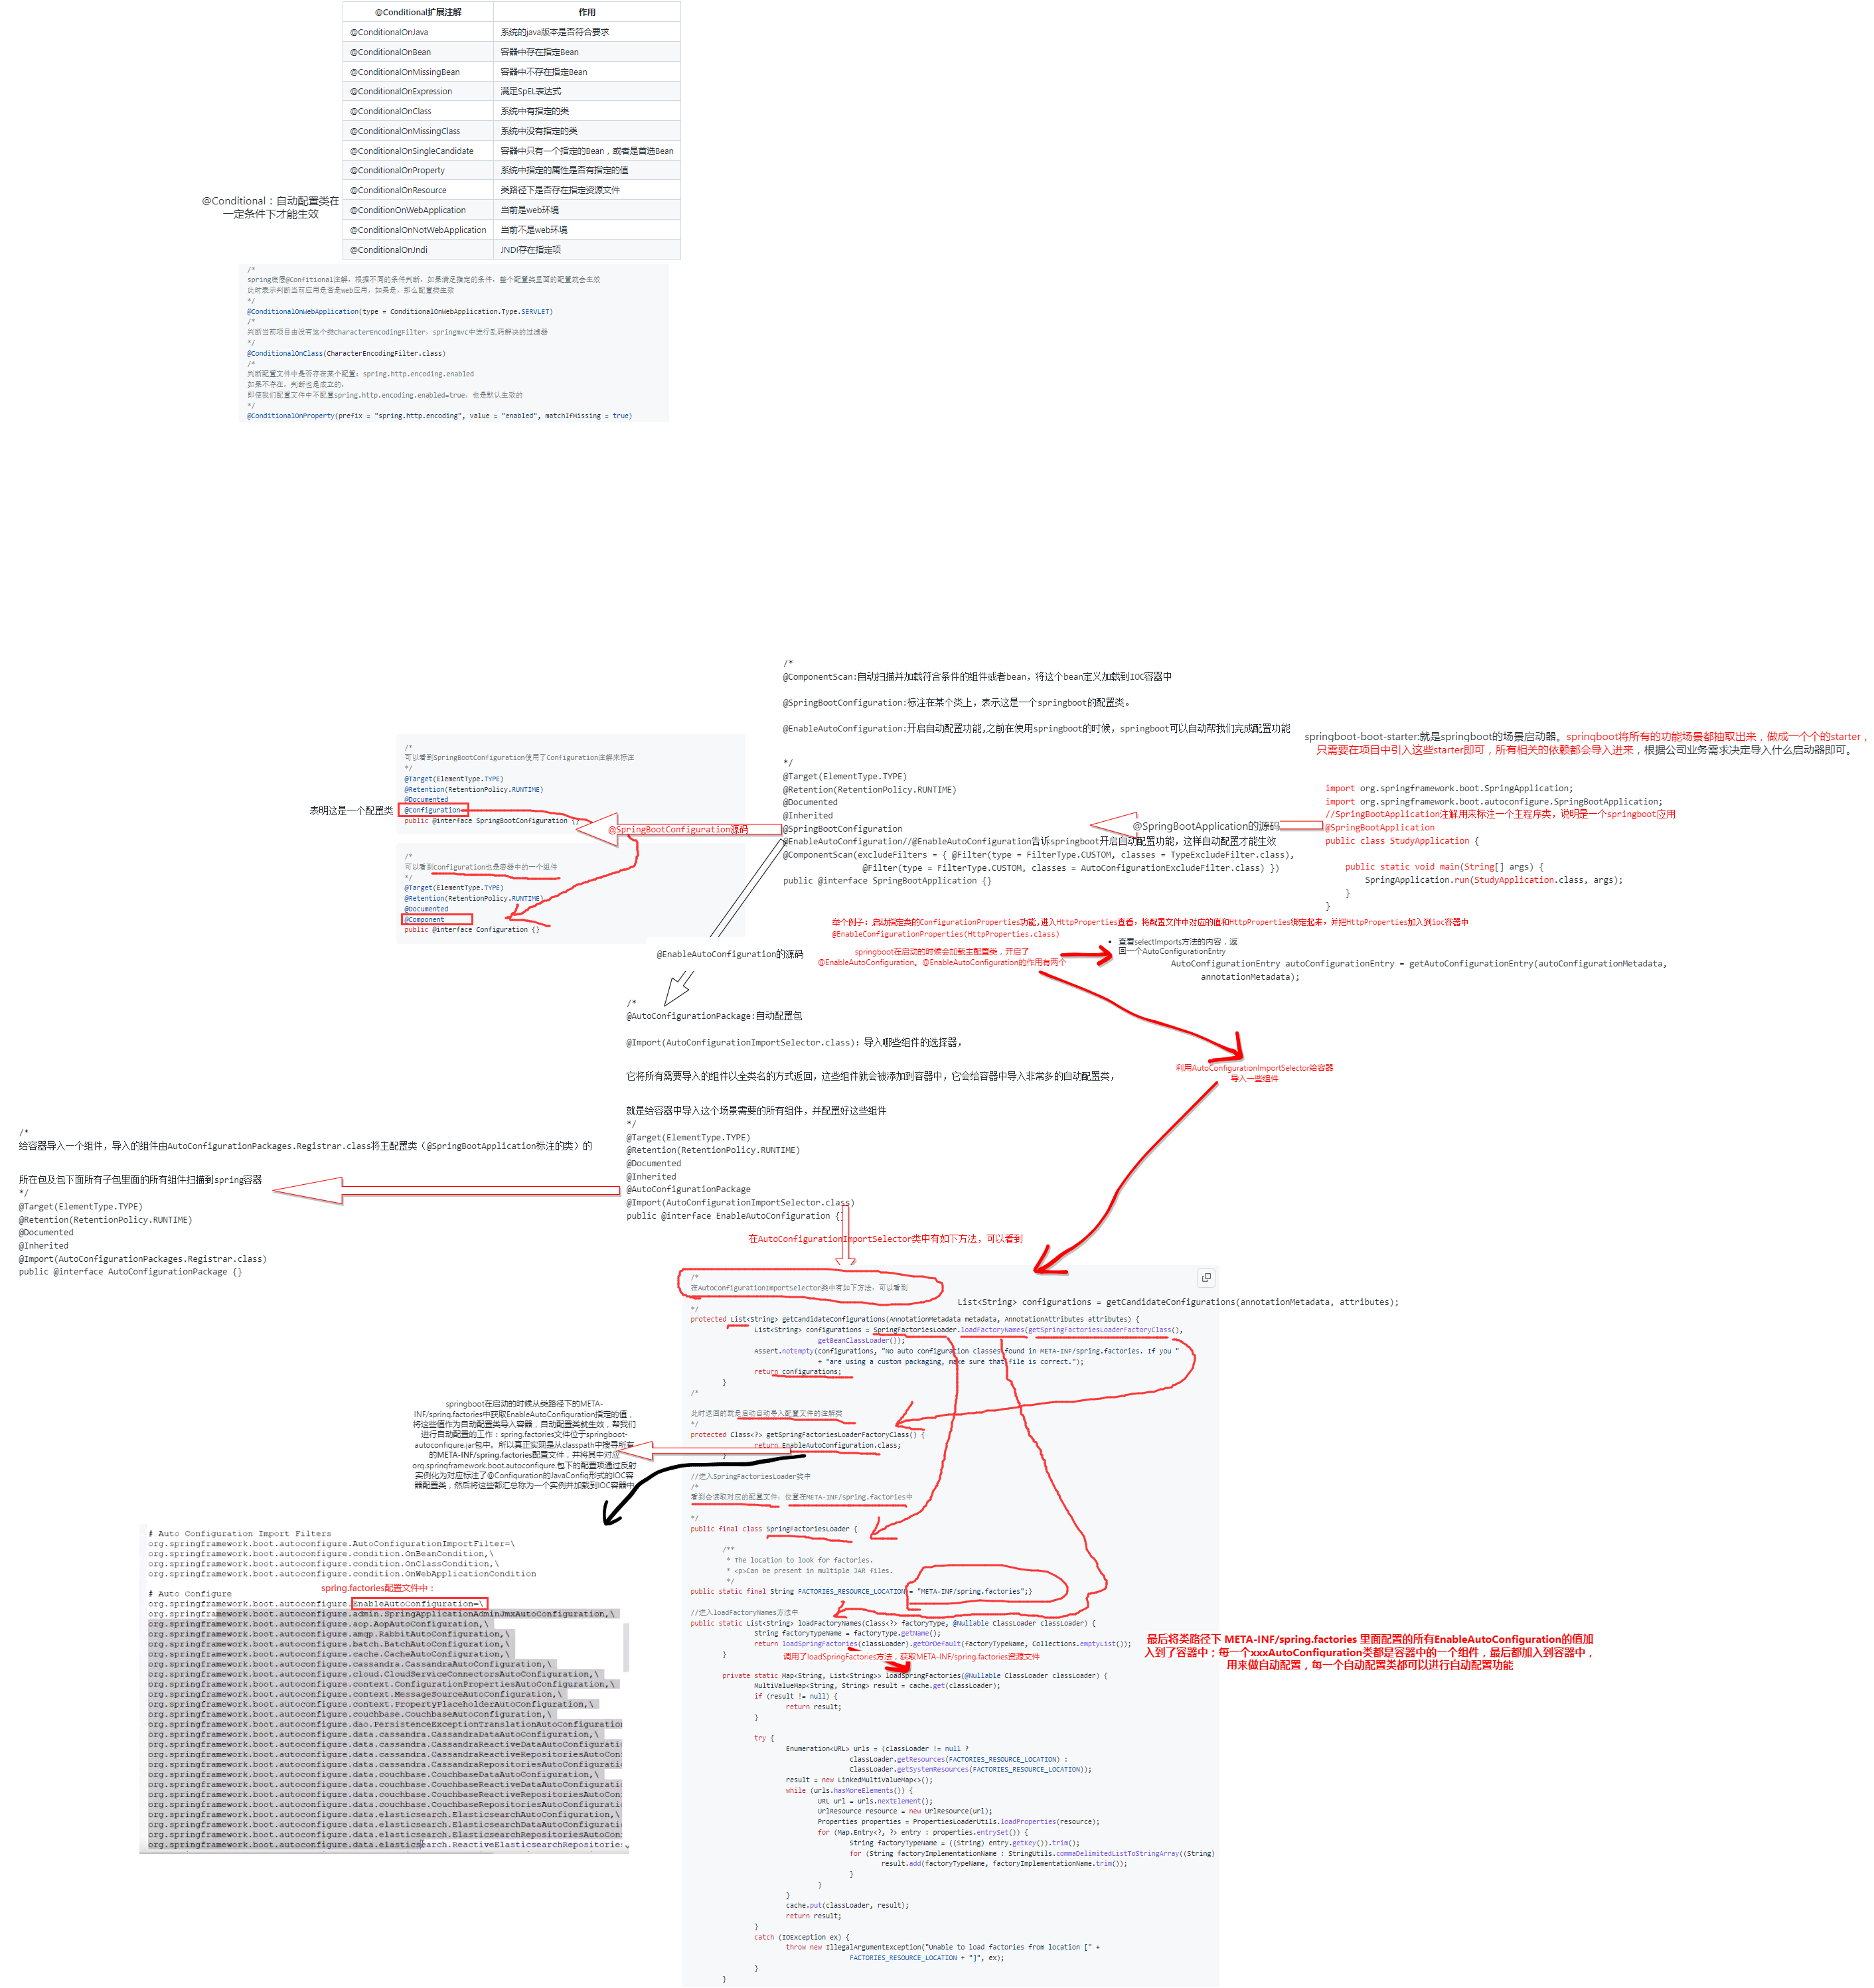 @Conditional扩展注解 作用
@ConditionalOnJava 系统的java版本是否符合要求
@ConditionalOnBean 容器中存在指定Bean
@ConditionalOnMissingBean 容器中不存在指定Bean
@ConditionalOnExpression 满足SpEL表达式
@ConditionalOnClass 系统中有指定的类
@ConditionalOnMissingClass 系统中没有指定的类
@ConditionalOnSingleCandidate 容器中只有一个指定的Bean，或者是首选Bean
@ConditionalOnProperty 系统中指定的属性是否有指定的值
@ConditionalOnResource 类路径下是否存在指定资源文件
@ConditionOnWebApplication 当前是web环境
@ConditionalOnNotWebApplication 当前不是web环境
@ConditionalOnJndi JNDI存在指定项
@Conditional：自动配置类在
一定条件下才能生效
/*
spring底层@Confitional注解，根据不同的条件判断，如果满足指定的条件，整个配置类里面的配置就会生效
此时表示判断当前应用是否是web应用，如果是，那么配置类生效
*/
@ConditionalOnWebApplication(type = ConditionalOnWebApplication.Type.SERVLET)
/*
判断当前项目由没有这个类CharacterEncodingFilter，springmvc中进行乱码解决的过滤器
*/
@ConditionalOnClass(CharacterEncodingFilter.class)
/*
判断配置文件中是否存在某个配置：spring.http.encoding.enabled
如果不存在，判断也是成立的，
即使我们配置文件中不配置spring.http.encoding.enabled=true，也是默认生效的
*/
@ConditionalOnProperty(prefix = "spring.http.encoding", value = "enabled", matchIfMissing = true)
/*
@ComponentScan:自动扫描并加载符合条件的组件或者bean，将这个bean定义加载到IOC容器中
@SpringBootConfiguration:标注在某个类上，表示这是一个springboot的配置类。
@EnableAutoConfiguration:开启自动配置功能,之前在使用springboot的时候，springboot可以自动帮我们完成配置功能
*/
@Target(ElementType.TYPE)
@Retention(RetentionPolicy.RUNTIME)
@Documented
@Inherited
@SpringBootConfiguration
@EnableAutoConfiguration//@EnableAutoConfiguration告诉springboot开启自动配置功能，这样自动配置才能生效
@ComponentScan(excludeFilters = { @Filter(type = FilterType.CUSTOM, classes = TypeExcludeFilter.class),
@Filter(type = FilterType.CUSTOM, classes = AutoConfigurationExcludeFilter.class) })
public @interface SpringBootApplication {}
springboot-boot-starter:就是springboot的场景启动器。springboot将所有的功能场景都抽取出来，做成一个个的starter，
只需要在项目中引入这些starter即可，所有相关的依赖都会导入进来，根据公司业务需求决定导入什么启动器即可。
import org.springframework.boot.SpringApplication;
import org.springframework.boot.autoconfigure.SpringBootApplication;
//SpringBootApplication注解用来标注一个主程序类，说明是一个springboot应用
@SpringBootApplication
public class StudyApplication {
public static void main(String[] args) {
SpringApplication.run(StudyApplication.class, args);
}
}
@SpringBootApplication的源码
/*
可以看到SpringBootConfiguration使用了Configuration注解来标注
*/
@Target(ElementType.TYPE)
@Retention(RetentionPolicy.RUNTIME)
@Documented
@Configuration
public @interface SpringBootConfiguration {}
表明这是一个配置类
@SpringBootConfiguration源码
/*
可以看到Configuration也是容器中的一个组件
*/
@Target(ElementType.TYPE)
@Retention(RetentionPolicy.RUNTIME)
@Documented
@Component
public @interface Configuration {}
举个例子：启动指定类的ConfigurationProperties功能,进入HttpProperties查看，将配置文件中对应的值和HttpProperties绑定起来，并把HttpProperties加入到ioc容器中
@EnableConfigurationProperties(HttpProperties.class)
@EnableAutoConfiguration的源码
springboot在启动的时候会加载主配置类，开启了
@EnableAutoConfiguration。@EnableAutoConfiguration的作用有两个
查看selectImports方法的内容，返
回一个AutoConfigurationEntry
AutoConfigurationEntry autoConfigurationEntry = getAutoConfigurationEntry(autoConfigurationMetadata,
annotationMetadata);
利用AutoConfigurationImportSelector给容器
导入一些组件
/*
@AutoConfigurationPackage:自动配置包
@Import(AutoConfigurationImportSelector.class)：导入哪些组件的选择器，
它将所有需要导入的组件以全类名的方式返回，这些组件就会被添加到容器中，它会给容器中导入非常多的自动配置类，
就是给容器中导入这个场景需要的所有组件，并配置好这些组件
*/
@Target(ElementType.TYPE)
@Retention(RetentionPolicy.RUNTIME)
@Documented
@Inherited
@AutoConfigurationPackage
@Import(AutoConfigurationImportSelector.class)
public @interface EnableAutoConfiguration {}
/*
给容器导入一个组件，导入的组件由AutoConfigurationPackages.Registrar.class将主配置类（@SpringBootApplication标注的类）的
所在包及包下面所有子包里面的所有组件扫描到spring容器
*/
@Target(ElementType.TYPE)
@Retention(RetentionPolicy.RUNTIME)
@Documented
@Inherited
@Import(AutoConfigurationPackages.Registrar.class)
public @interface AutoConfigurationPackage {}
在AutoConfigurationImportSelector类中有如下方法，可以看到
/*
在AutoConfigurationImportSelector类中有如下方法，可以看到
List<String> configurations = getCandidateConfigurations(annotationMetadata, attributes);
*/
protected List<String> getCandidateConfigurations(AnnotationMetadata metadata, AnnotationAttributes attributes) {
List<String> configurations = SpringFactoriesLoader.loadFactoryNames(getSpringFactoriesLoaderFactoryClass(),
getBeanClassLoader());
Assert.notEmpty(configurations, "No auto configuration classes found in META-INF/spring.factories. If you "
+ "are using a custom packaging, make sure that file is correct.");
return configurations;
}
/*
此时返回的就是启动自动导入配置文件的注解类
*/
protected Class<?> getSpringFactoriesLoaderFactoryClass() {
return EnableAutoConfiguration.class;
}
//进入SpringFactoriesLoader类中
/*
看到会读取对应的配置文件，位置在META-INF/spring.factories中
*/
public final class SpringFactoriesLoader {
/**
* The location to look for factories.
* <p>Can be present in multiple JAR files.
*/
public static final String FACTORIES_RESOURCE_LOCATION = "META-INF/spring.factories";}
//进入loadFactoryNames方法中
public static List<String> loadFactoryNames(Class<?> factoryType, @Nullable ClassLoader classLoader) {
String factoryTypeName = factoryType.getName();
return loadSpringFactories(classLoader).getOrDefault(factoryTypeName, Collections.emptyList());
}
调用了loadSpringFactories方法，获取META-INF/spring.factories资源文件
private static Map<String, List<String>> loadSpringFactories(@Nullable ClassLoader classLoader) {
MultiValueMap<String, String> result = cache.get(classLoader);
if (result != null) {
return result;
}
try {
Enumeration<URL> urls = (classLoader != null ?
classLoader.getResources(FACTORIES_RESOURCE_LOCATION) :
ClassLoader.getSystemResources(FACTORIES_RESOURCE_LOCATION));
result = new LinkedMultiValueMap<>();
while (urls.hasMoreElements()) {
URL url = urls.nextElement();
UrlResource resource = new UrlResource(url);
Properties properties = PropertiesLoaderUtils.loadProperties(resource);
for (Map.Entry<?, ?> entry : properties.entrySet()) {
String factoryTypeName = ((String) entry.getKey()).trim();
for (String factoryImplementationName : StringUtils.commaDelimitedListToStringArray((String)
result.add(factoryTypeName, factoryImplementationName.trim());
}
}
}
cache.put(classLoader, result);
return result;
}
catch (IOException ex) {
throw new IllegalArgumentException("Unable to load factories from location [" +
FACTORIES_RESOURCE_LOCATION + "]", ex);
}
}
最后将类路径下 META-INF/spring.factories 里面配置的所有EnableAutoConfiguration的值加
入到了容器中；每一个xxxAutoConfiguration类都是容器中的一个组件，最后都加入到容器中，
用来做自动配置，每一个自动配置类都可以进行自动配置功能
springboot在启动的时候从类路径下的META-
INF/spring.factories中获取EnableAutoConfiguration指定的值，
将这些值作为自动配置类导入容器，自动配置类就生效，帮我们
进行自动配置的工作：spring.factories文件位于springboot-
autoconfigure.jar包中。所以真正实现是从classpath中搜寻所有
的META-INF/spring.factories配置文件，并将其中对应
org.springframework.boot.autoconfigure.包下的配置项通过反射
实例化为对应标注了@Configuration的JavaConfig形式的IOC容
器配置类，然后将这些都汇总称为一个实例并加载到IOC容器中
# Auto Configuration Import Filters
org.springframework.boot.autoconfigure.AutoConfigurationImportFilter=\
org.springframework.boot.autoconfigure.condition.OnBeanCondition,\
org.springframework.boot.autoconfigure.condition.OnClassCondition,\
org.springframework.boot.autoconfigure.condition.OnWebApplicationCondition
spring.factories配置文件中：
# Auto Configure
org.springframework.boot.autoconfigure.EnableAutoConfiguration=\
org.springframework.boot.autoconfigure.admin.SpringApplicationAdminJmxAutoConfiguration,\
org.springframework.boot.autoconfigure.aop.AopAutoConfiguration,\
org.springframework.boot.autoconfigure.amqp.RabbitAutoConfiguration,\
org.springframework.boot.autoconfigure.batch.BatchAutoConfiguration,\
org.springframework.boot.autoconfigure.cache.CacheAutoConfiguration,\
org.springframework.boot.autoconfigure.cassandra.CassandraAutoConfiguration,\
org.springframework.boot.autoconfigure.cloud.CloudServiceConnectorsAutoConfiguration,\
org.springframework.boot.autoconfigure.context.ConfigurationPropertiesAutoConfiguration,\
org.springframework.boot.autoconfigure.context.MessageSourceAutoConfiguration,\
org.springframework.boot.autoconfigure.context.PropertyPlaceholderAutoConfiguration,\
org.springframework.boot.autoconfigure.couchbase.CouchbaseAutoConfiguration,\
org.springframework.boot.autoconfigure.dao.PersistenceExceptionTranslationAutoConfiguration
org.springframework.boot.autoconfigure.data.cassandra.CassandraDataAutoConfiguration,\
org.springframework.boot.autoconfigure.data.cassandra.CassandraReactiveDataAutoConfiguratio
org.springframework.boot.autoconfigure.data.cassandra.CassandraReactiveRepositoriesAutoConf
org.springframework.boot.autoconfigure.data.cassandra.CassandraRepositoriesAutoConfiguratio
org.springframework.boot.autoconfigure.data.couchbase.CouchbaseDataAutoConfiguration,\
org.springframework.boot.autoconfigure.data.couchbase.CouchbaseReactiveDataAutoConfiguratio
org.springframework.boot.autoconfigure.data.couchbase.CouchbaseReactiveRepositoriesAutoConf
org.springframework.boot.autoconfigure.data.couchbase.CouchbaseRepositoriesAutoConfiguratio
org.springframework.boot.autoconfigure.data.elasticsearch.ElasticsearchAutoConfiguration,\
org.springframework.boot.autoconfigure.data.elasticsearch.ElasticsearchDataAutoConfiguratio
org.springframework.boot.autoconfigure.data.elasticsearch.ElasticsearchRepositoriesAutoConf
org.springframework.boot.autoconfigure.data.elasticsearch.ReactiveElasticsearchRepositories